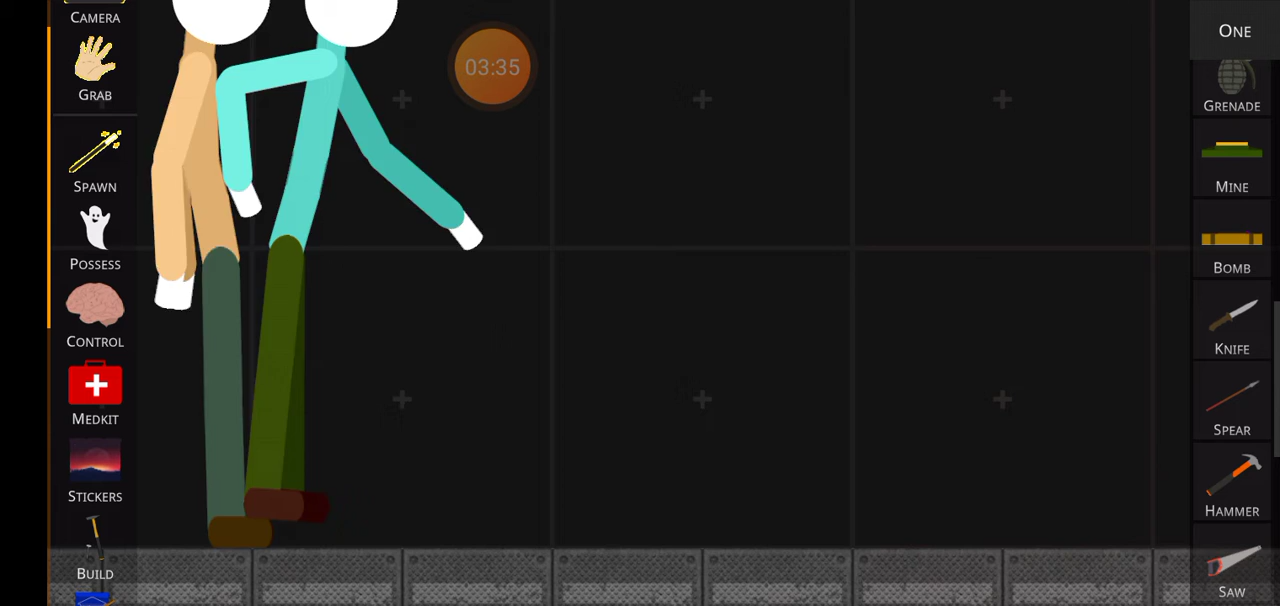 CAMERA
GRAB
SPAWN
POSSESS
CONTROL
MEDKIT
STICKERS
BUILD
03:35
ONE
GRENADE
MINE
BOMB
KNIFE
SPEAR
HAMMER
SAW